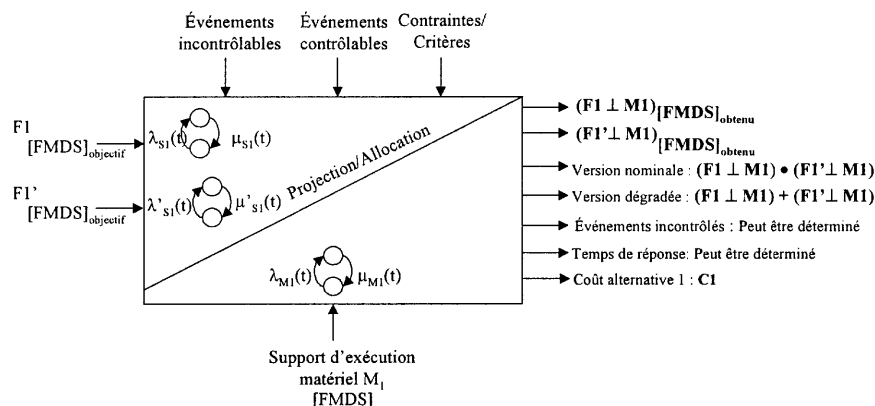 Événements
incontrôlables
Événements
contrôlables
Contraintes/
Critères
F1
[FMDS]objectif
F1'
[FMDS]objectif
λS1(t) μS1(t)
λ'S1(t) μ'S1(t)
Projection/Allocation
λM1(t) μM1(t)
(F1 ⊥ M1)[FMDS]obtenu
(F1' ⊥ M1)[FMDS]obtenu
Version nominale : (F1 ⊥ M1) • (F1' ⊥ M1)
Version dégradée : (F1 ⊥ M1) + (F1' ⊥ M1)
Événements incontrôlés : Peut être déterminé
Temps de réponse: Peut être déterminé
Coût alternative 1 : C1
Support d'exécution
matériel M1
[FMDS]